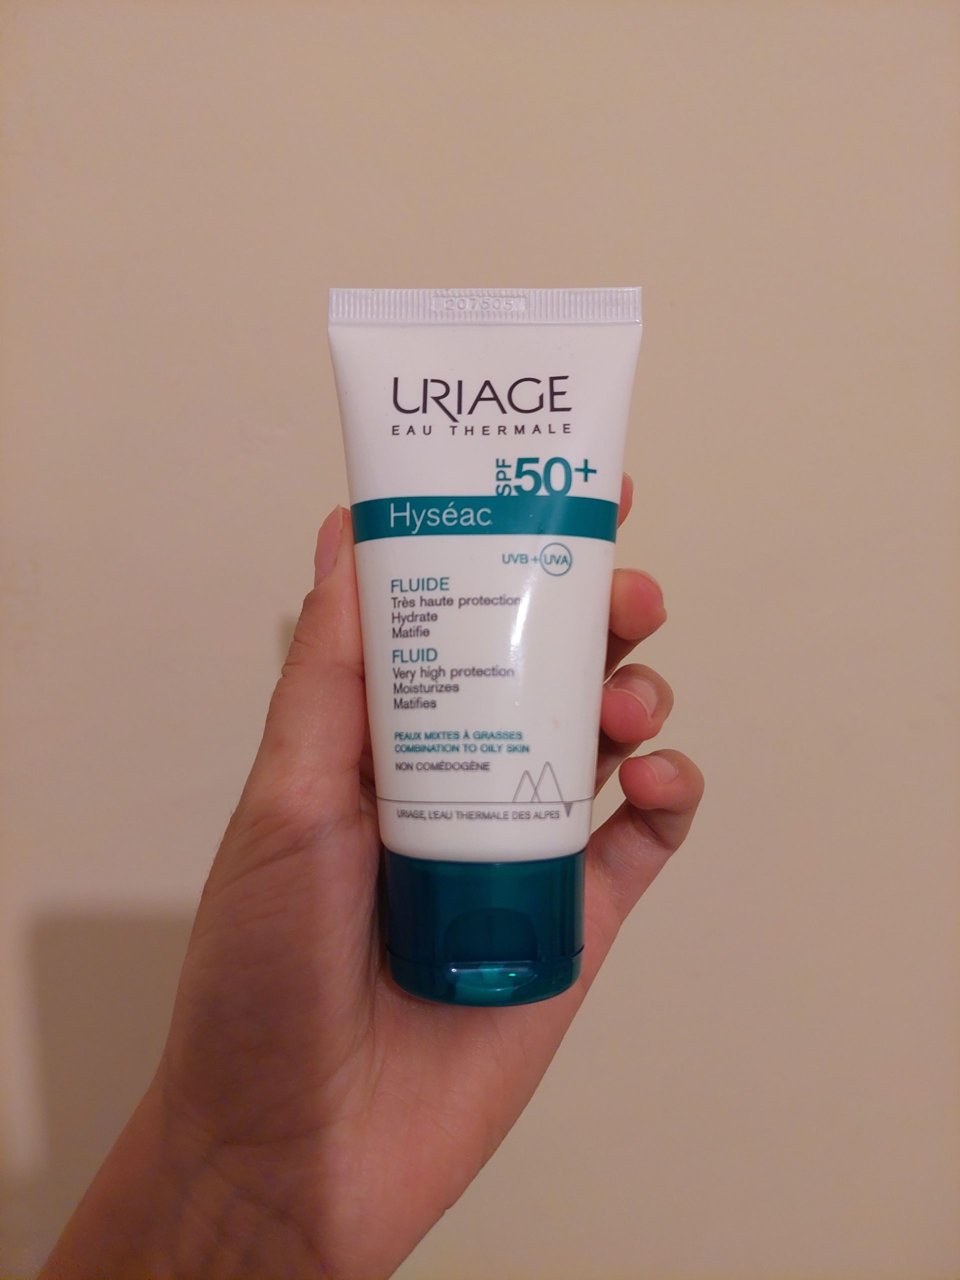 207505
URIAGE
EAU THERMALE
SPF 50+
Hyséac
UVB + UVA
FLUIDE
Très haute protection
Hydrate
Matifie
FLUID
Very high protection
Moisturizes
Matifies
PEAUX MIXTES À GRASSES
COMBINATION TO OILY SKIN
NON COMÉDOGÈNE
URIAGE, L'EAU THERMALE DES ALPES